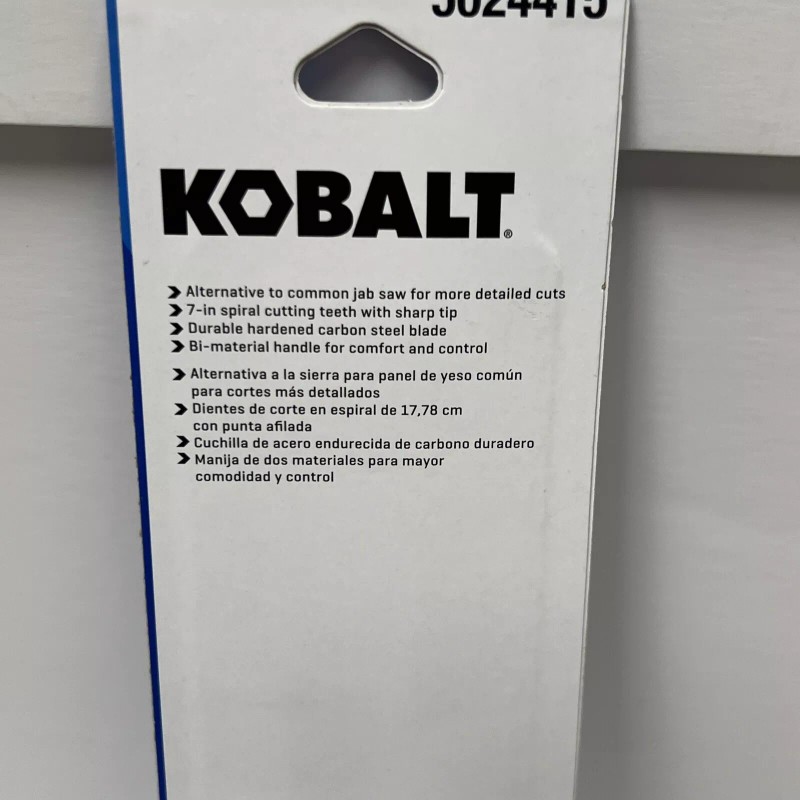 5024415
KOBALT®
Alternative to common jab saw for more detailed cuts
7-in spiral cutting teeth with sharp tip
Durable hardened carbon steel blade
Bi-material handle for comfort and control
Alternativa a la sierra para panel de yeso común
para cortes más detallados
Dientes de corte en espiral de 17,78 cm
con punta afilada
Cuchilla de acero endurecida de carbono duradero
Manija de dos materiales para mayor
comodidad y control